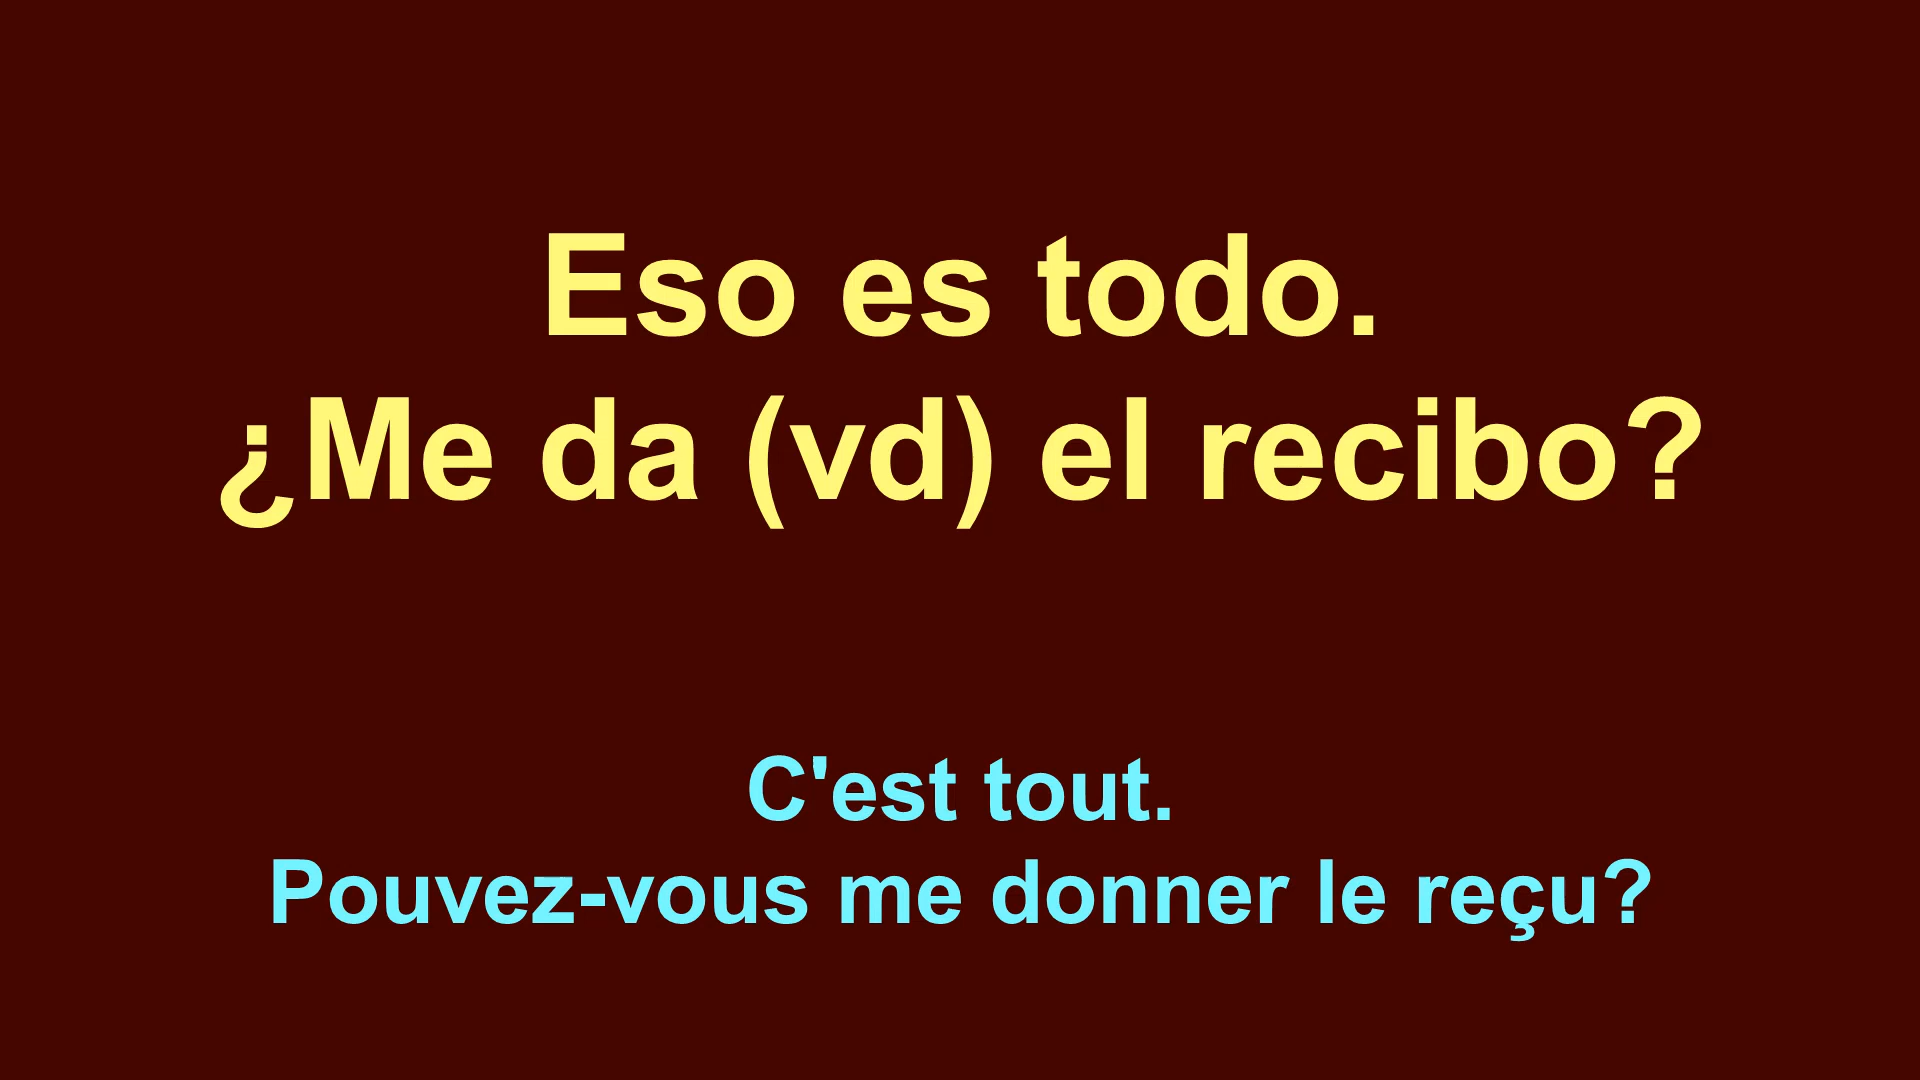 Eso es todo.
¿Me da (vd) el recibo?
C'est tout.
Pouvez-vous me donner le reçu?